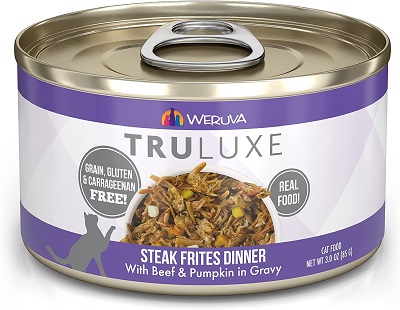 WERUVA
TRULUXE
GRAIN, GLUTEN
& CARRAGEENAN
FREE!
REAL
FOOD!
STEAK FRITES DINNER
With Beef & Pumpkin in Gravy
CAT FOOD
NET WT 3.0 OZ (85 G)